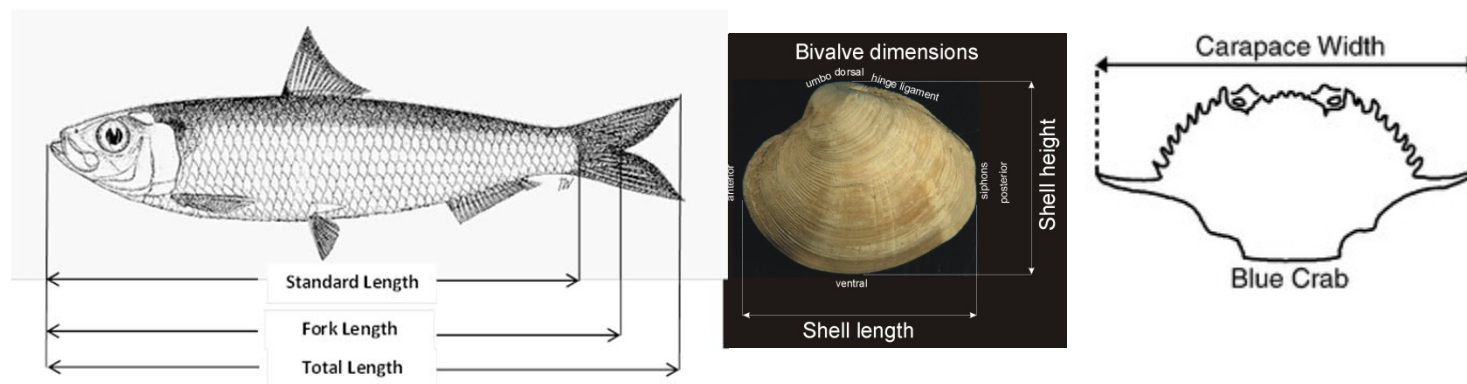 Standard Length
Fork Length
Total Length
Bivalve dimensions
umbo dorsal hinge ligament
anterior
siphons
posterior
Shell height
ventral
Shell length
Carapace Width
Blue Crab